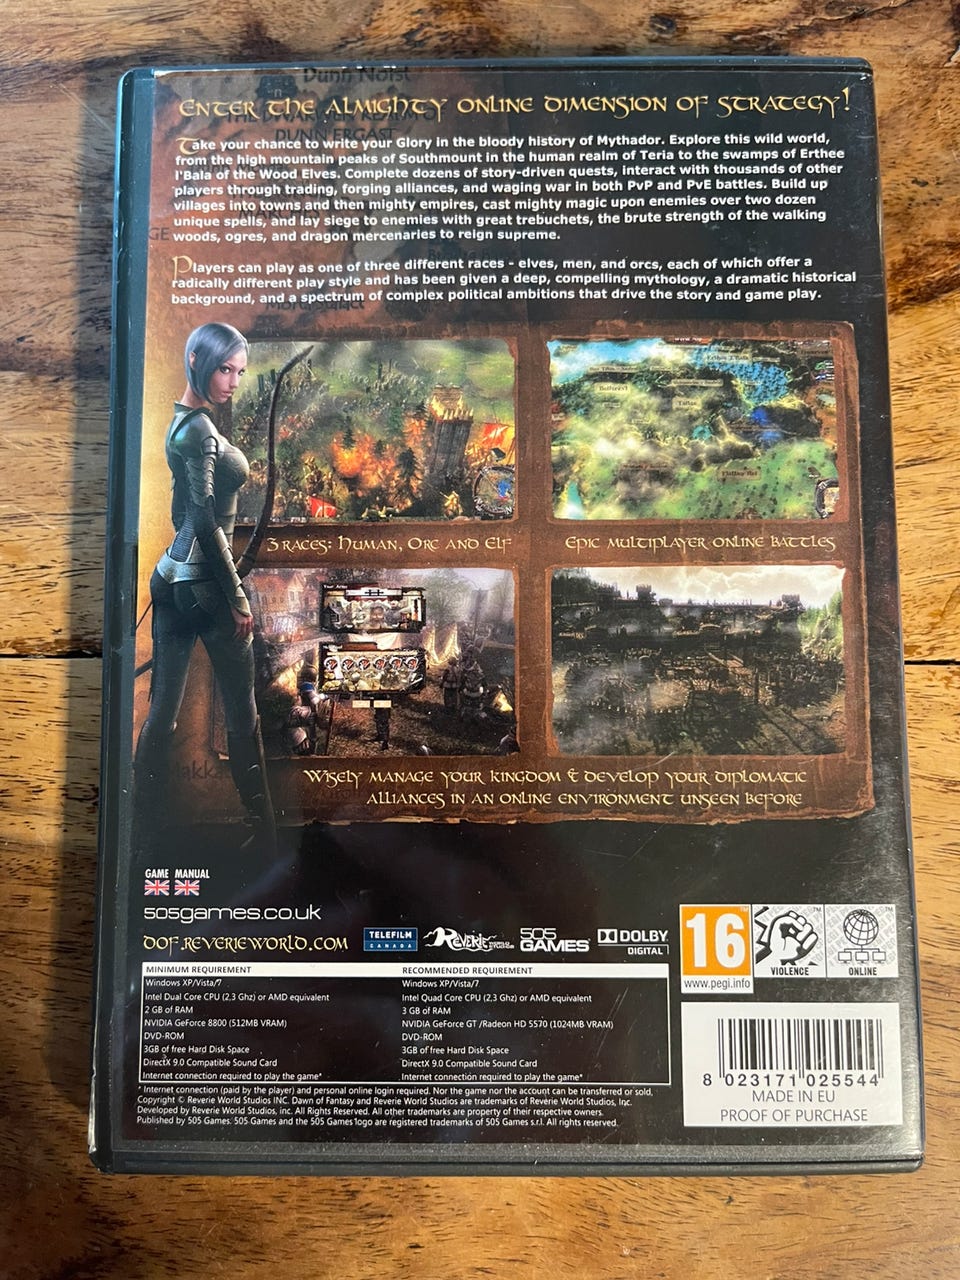 Dunn Noist
THE DWARVEN REALM O
DUNN ERGAST
ENTER THE ALMIGHTY ONLINE DIMENSION OF STRATEGY!
Take your chance to write your Glory in the bloody history of Mythador. Explore this wild world,
from the high mountain peaks of Southmount in the human realm of Teria to the swamps of Erthee
l'Bala of the Wood Elves. Complete dozens of story-driven quests, interact with thousands of other
players through trading, forging alliances, and waging war in both PvP and PvE battles. Build up
villages into towns and then mighty empires, cast mighty magic upon enemies over two dozen
unique spells, and lay siege to enemies with great trebuchets, the brute strength of the walking
woods, ogres, and dragon mercenaries to reign supreme.
Players can play as one of three different races - elves, men, and orcs, each of which offer a
radically different play style and has been given a deep, compelling mythology, a dramatic historical
background, and a spectrum of complex political ambitions that drive the story and game play.
3 RACES: HUMAN, ORC AND ELF
EPIC MULTIPLAYER ONLINE BATTLES
WISELY MANAGE YOUR KINGDOM & DEVELOP YOUR DIPLOMATIC
ALLIANCES IN AN ONLINE ENVIRONMENT UNSEEN BEFORE
GAME MANUAL
505games.co.uk
DOF.REVERIEWORLD.COM
TELEFILM
CANADA
REVERIE WORLD STUDIOS
505 GAMES
DOLBY
DIGITAL
16
www.pegi.info
VIOLENCE
ONLINE
MINIMUM REQUIREMENT
Windows XP/Vista/7
Intel Dual Core CPU (2,3 Ghz) or AMD equivalent
2 GB of RAM
NVIDIA GeForce 8800 (512MB VRAM)
DVD-ROM
3GB of free Hard Disk Space
DirectX 9.0 Compatible Sound Card
Internet connection required to play the game*
RECOMMENDED REQUIREMENT
Windows XP/Vista/7
Intel Quad Core CPU (2,3 Ghz) or AMD equivalent
3 GB of RAM
NVIDIA GeForce GT /Radeon HD 5570 (1024MB VRAM)
DVD-ROM
3GB of free Hard Disk Space
DirectX 9.0 Compatible Sound Card
Internet connection required to play the game*
* Internet connection (paid by the player) and personal online login required. Nor the game nor the account can be transferred or sold.
Copyright © Reverie World Studios INC. Dawn of Fantasy and Reverie World Studios are trademarks of Reverie World Studios, Inc.
Developed by Reverie World Studios, inc. All Rights Reserved. All other trademarks are property of their respective owners.
Published by 505 Games. 505 Games and the 505 Games logo are registered trademarks of 505 Games s.r.l. All rights reserved.
8 023171 025544
MADE IN EU
PROOF OF PURCHASE